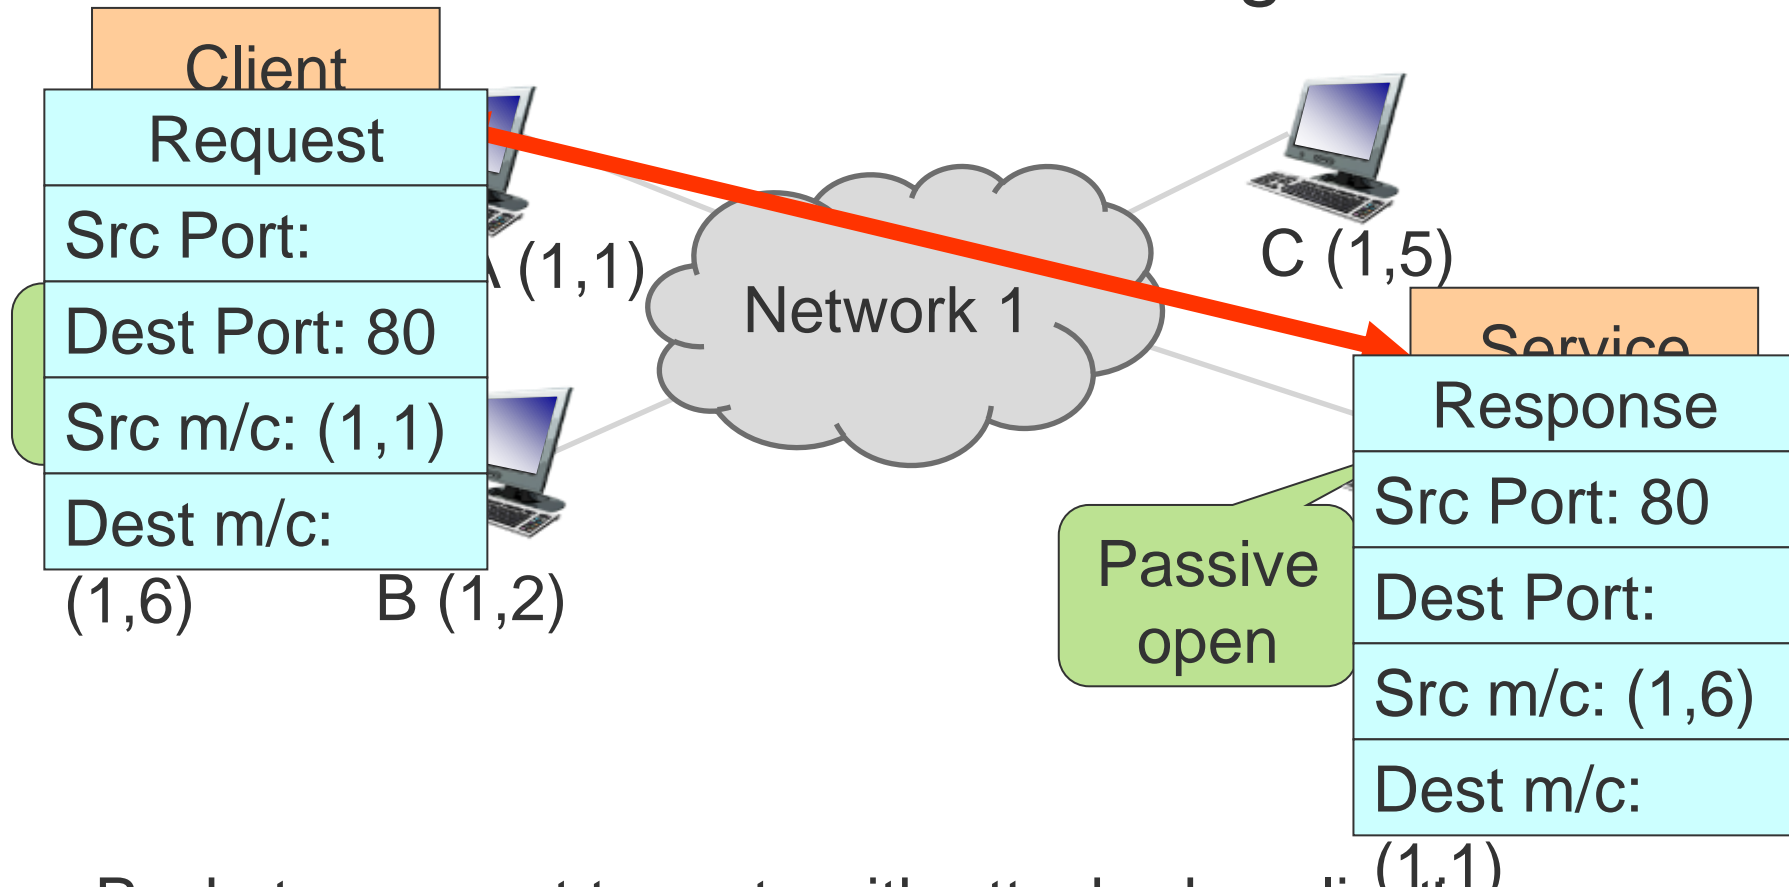 Client
Request
Src Port:
Dest Port: 80
Src m/c: (1,1)
Dest m/c:
(1,6)
(1,1)
B (1,2)
Network 1
C (1,5)
Service
Passive
open
Response
Src Port: 80
Dest Port:
Src m/c: (1,6)
Dest m/c:
(1,1)